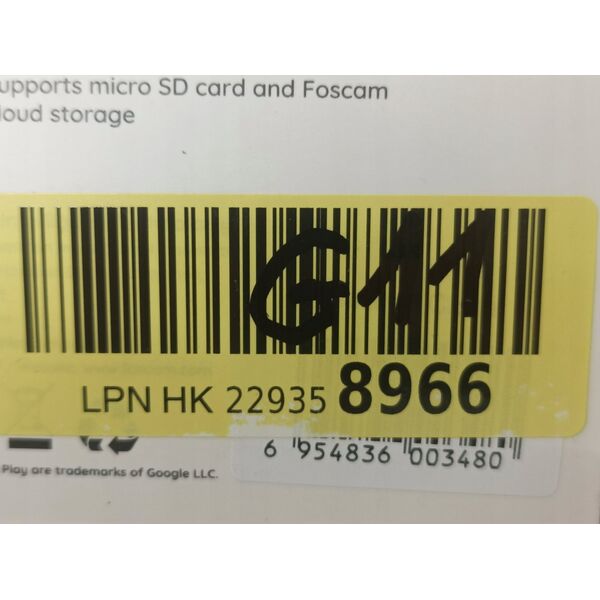 upports micro SD card and Foscam
loud storage
G11
LPN HK 22935 8966
6 954836 003480
Play are trademarks of Google LLC.